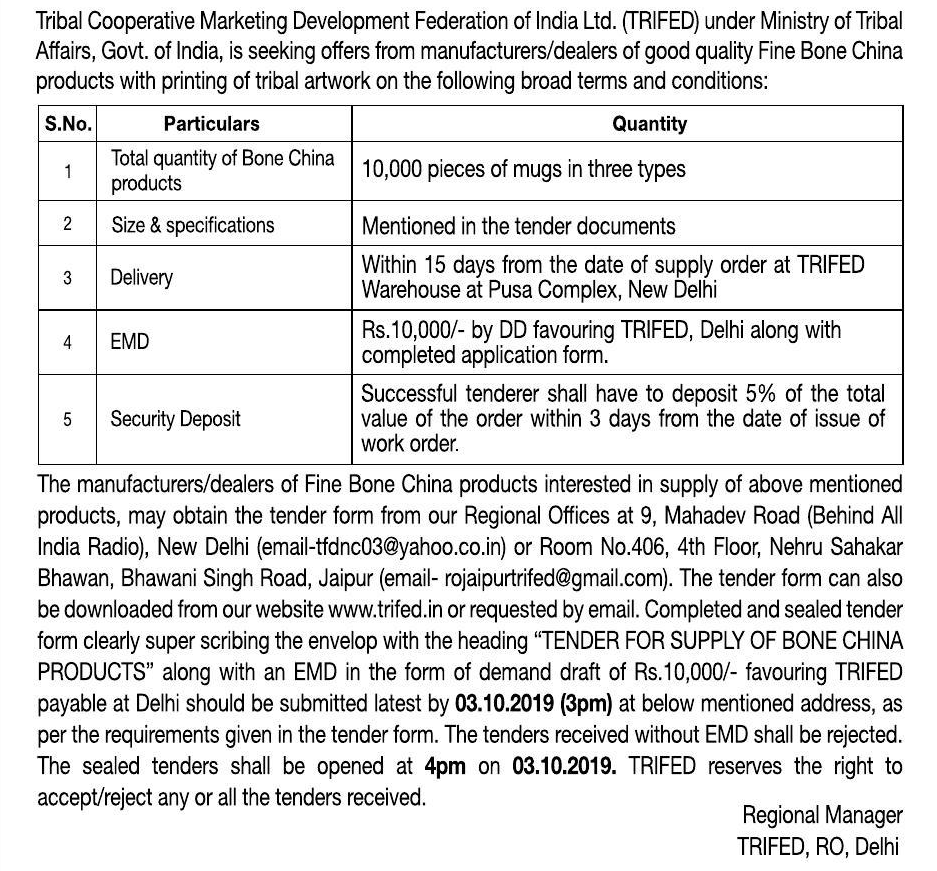 Tribal Cooperative Marketing Development Federation of India Ltd. (TRIFED) under Ministry of Tribal
Affairs, Govt. of India, is seeking offers from manufacturers/dealers of good quality Fine Bone China
products with printing of tribal artwork on the following broad terms and conditions:
S.No. Particulars Quantity
1 Total quantity of Bone China products 10,000 pieces of mugs in three types
2 Size & specifications Mentioned in the tender documents
3 Delivery Within 15 days from the date of supply order at TRIFED
Warehouse at Pusa Complex, New Delhi
4 EMD Rs.10,000/- by DD favouring TRIFED, Delhi along with
completed application form.
5 Security Deposit Successful tenderer shall have to deposit 5% of the total
value of the order within 3 days from the date of issue of
work order.
The manufacturers/dealers of Fine Bone China products interested in supply of above mentioned
products, may obtain the tender form from our Regional Offices at 9, Mahadev Road (Behind All
India Radio), New Delhi (email-tfdnc03@yahoo.co.in) or Room No.406, 4th Floor, Nehru Sahakar
Bhawan, Bhawani Singh Road, Jaipur (email- rojaipurtrifed@gmail.com). The tender form can also
be downloaded from our website www.trifed.in or requested by email. Completed and sealed tender
form clearly super scribing the envelop with the heading “TENDER FOR SUPPLY OF BONE CHINA
PRODUCTS” along with an EMD in the form of demand draft of Rs.10,000/- favouring TRIFED
payable at Delhi should be submitted latest by 03.10.2019 (3pm) at below mentioned address, as
per the requirements given in the tender form. The tenders received without EMD shall be rejected.
The sealed tenders shall be opened at 4pm on 03.10.2019. TRIFED reserves the right to
accept/reject any or all the tenders received.
Regional Manager
TRIFED, RO, Delhi